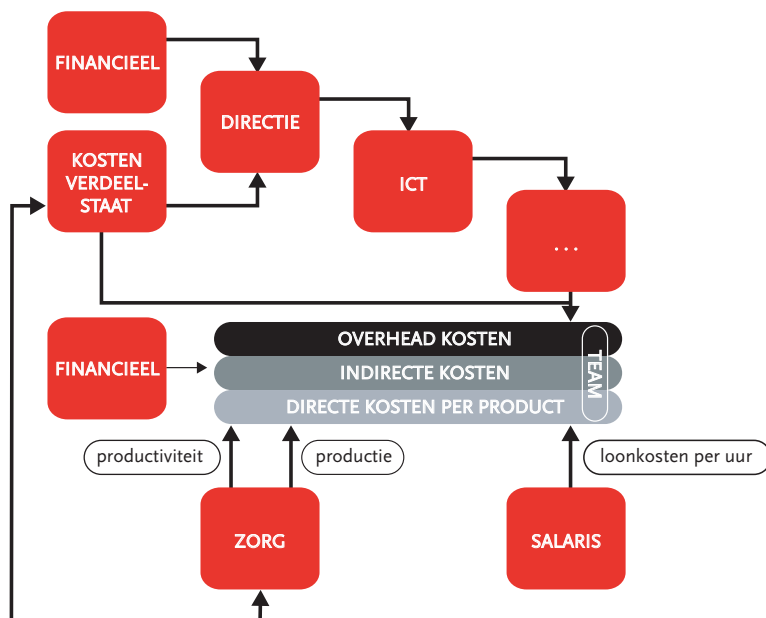 FINANCIEEL
DIRECTIE
KOSTEN
VERDEEL-
STAAT
ICT
...
OVERHEAD KOSTEN
FINANCIEEL
INDIRECTE KOSTEN
TEAM
DIRECTE KOSTEN PER PRODUCT
productiviteit
productie
loonkosten per uur
ZORG
SALARIS